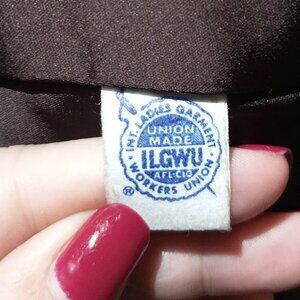 INT. LADIES GARMENT
UNION
MADE
ILGWU
AFL-CIO
WORKERS UNION
®